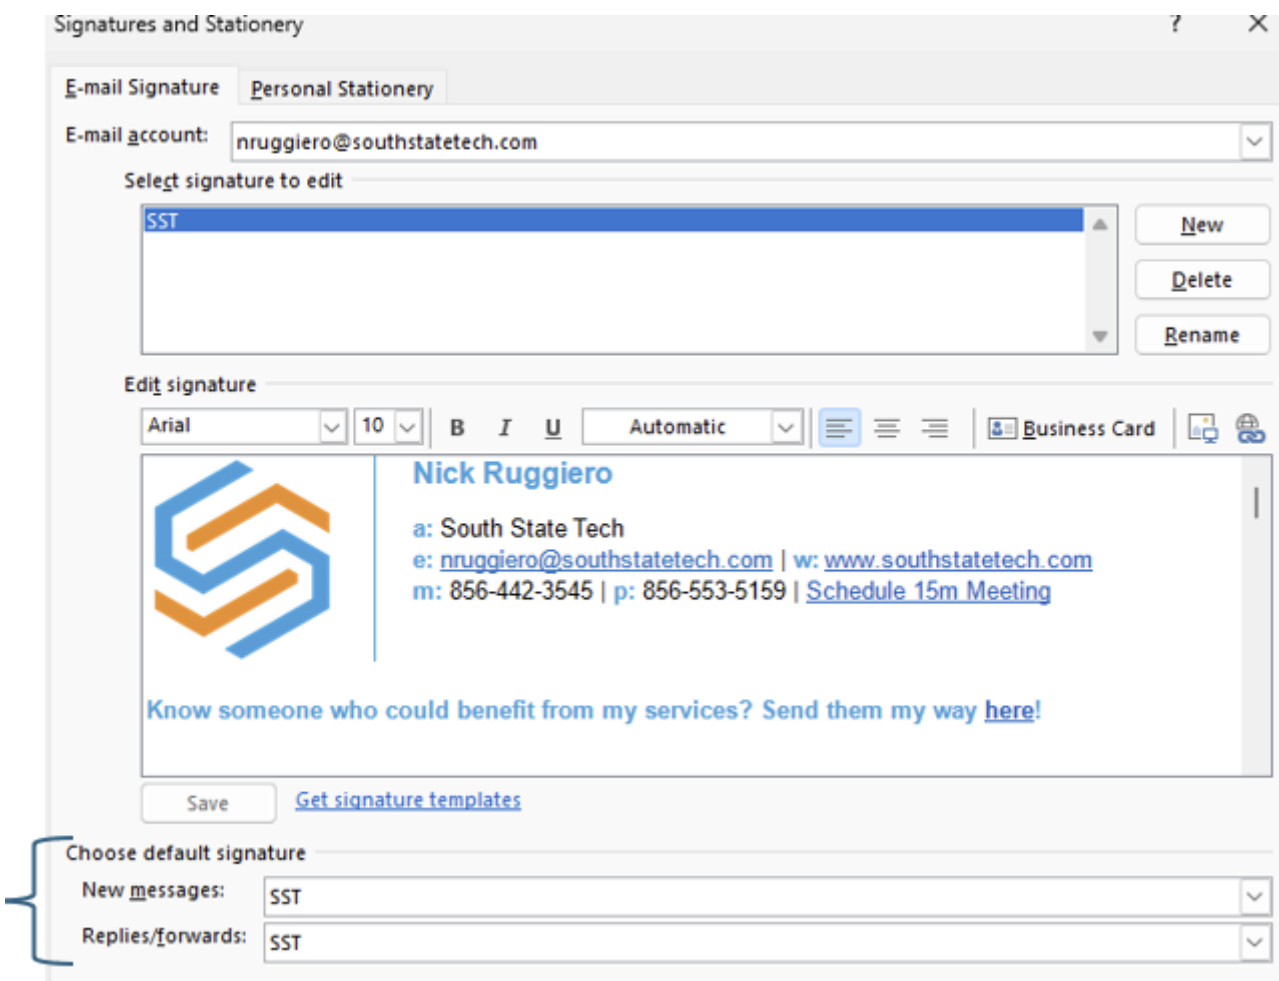 Signatures and Stationery ?
E-mail Signature Personal Stationery
E-mail account: nruggiero@southstatetech.com
Select signature to edit
SST
New
Delete
Rename
Edit signature
Arial 10 B I U Automatic Business Card
Nick Ruggiero
a: South State Tech
e: nruggiero@southstatetech.com | w: www.southstatetech.com
m: 856-442-3545 | p: 856-553-5159 | Schedule 15m Meeting
Know someone who could benefit from my services? Send them my way here!
Save Get signature templates
Choose default signature
New messages: SST
Replies/forwards: SST